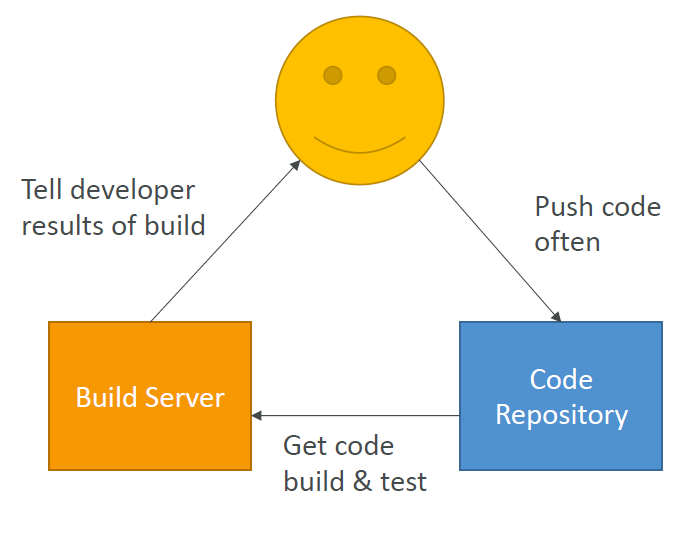 Tell developer
results of build
Push code
often
Build Server
Code
Repository
Get code
build & test